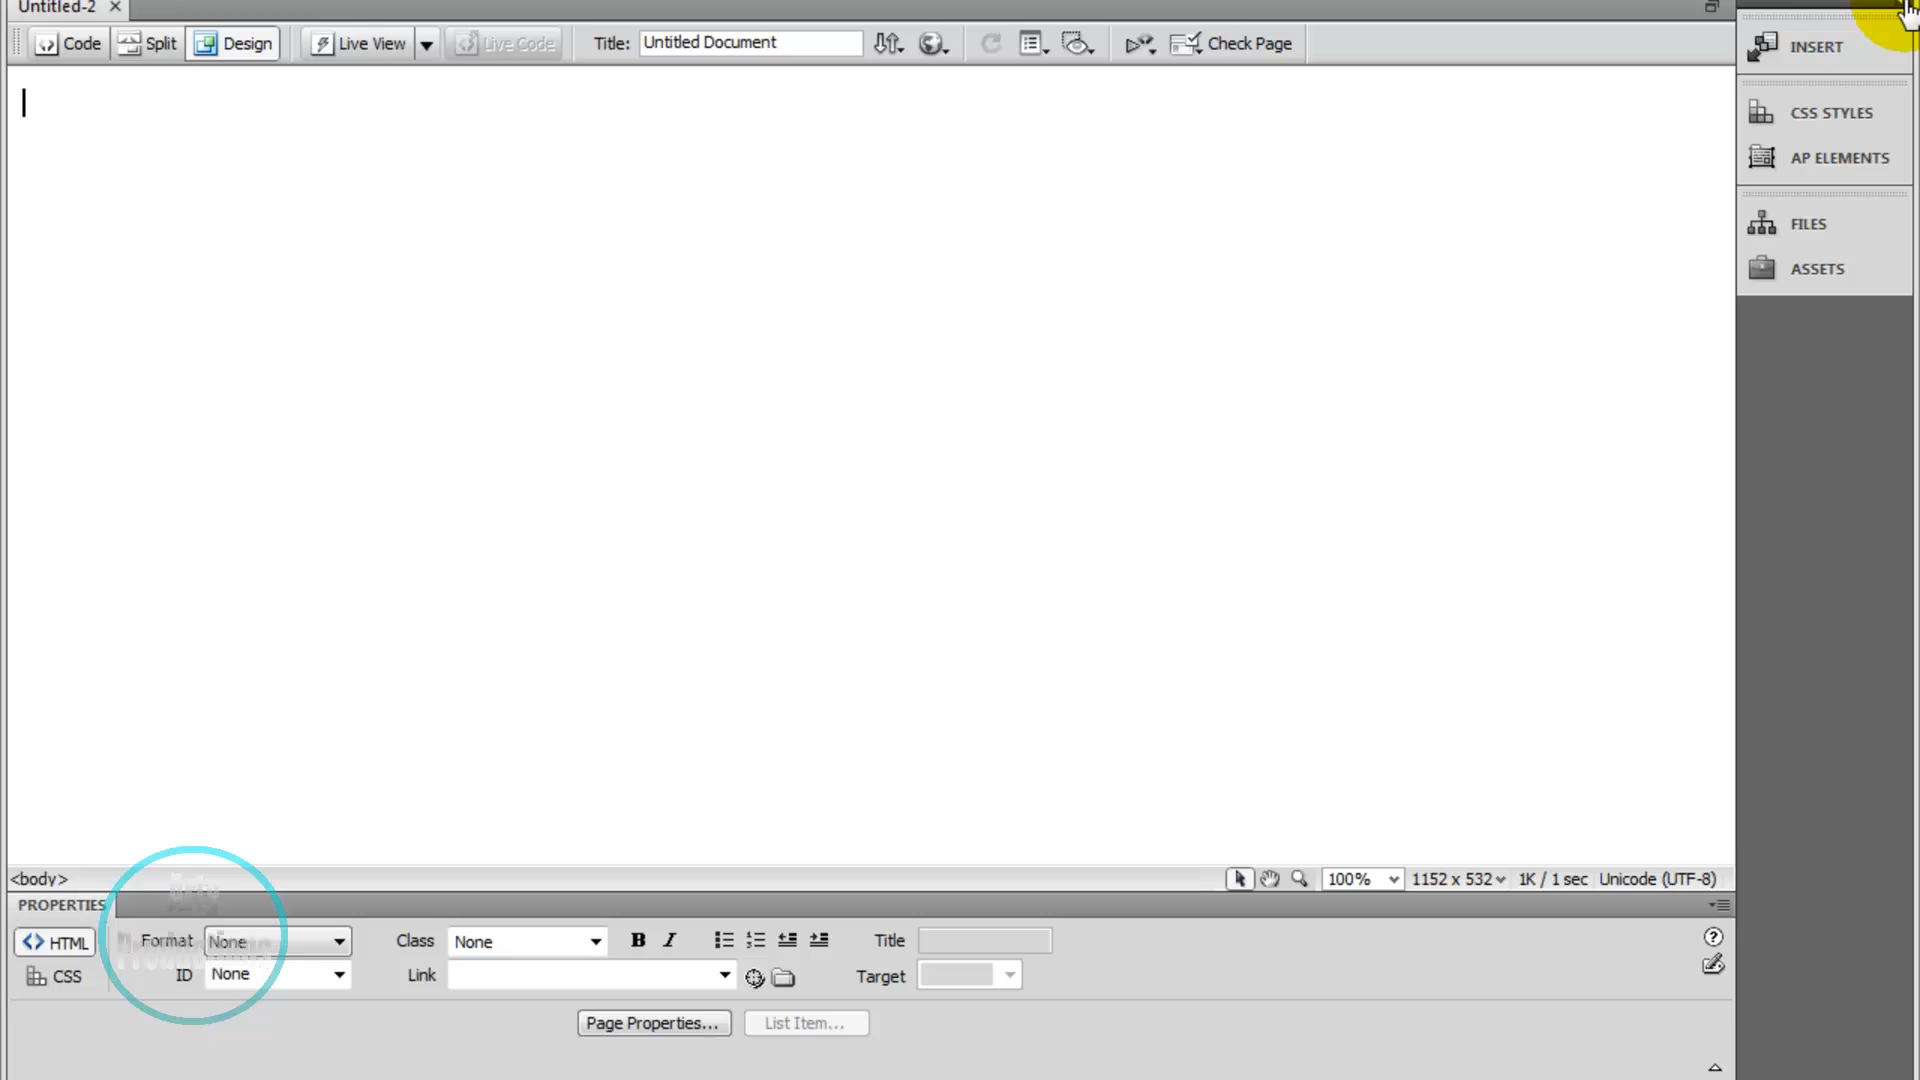 Untitled-2
Code Split Design Live View Live Code Title: Untitled Document Check Page
INSERT
CSS STYLES
AP ELEMENTS
FILES
ASSETS
<body> 100% 1152 x 532 1K / 1 sec Unicode (UTF-8)
PROPERTIES
HTML Format None Class None B I Title
CSS ID None Link Target
Page Properties... List Item...